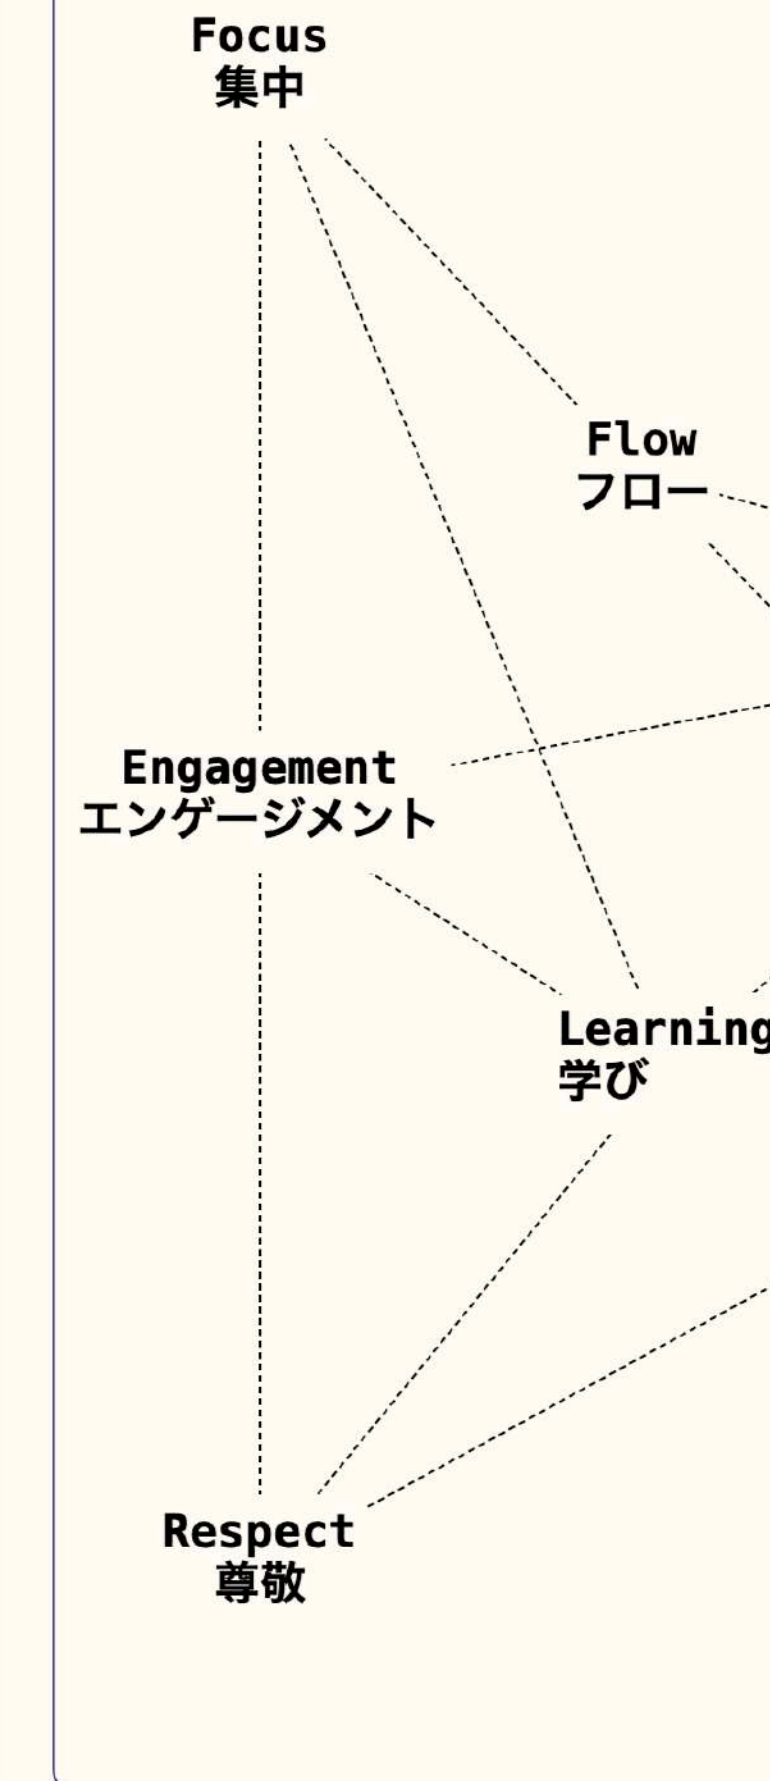 Focus
集中
Flow
フロー
Engagement
エンゲージメント
Learning
学び
Respect
尊敬